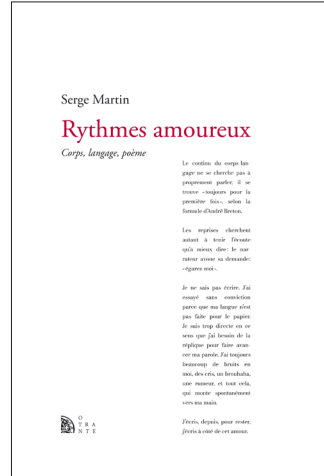 Serge Martin
Rythmes amoureux
Corps, langage, poème
Le continu du corps-lan-
gage ne se cherche pas à
proprement parler, il se
trouve «toujours pour la
première fois», selon la
formule d'André Breton.
Les reprises cherchent
autant à tenir l'écoute
qu'à mieux dire: le nar-
rateur avoue sa demande:
«égarez moi».
Je ne sais pas écrire. J'ai
essayé sans conviction
parce que ma langue n'est
pas faite pour le papier.
Je suis trop directe en ce
sens que j'ai besoin de la
réplique pour faire avan-
cer ma parole. J'ai toujours
beaucoup de bruits en
moi, des cris, un brouhaha,
une rumeur, et tout cela,
qui monte spontanément
vers ma main.
J'écris, depuis, pour rester,
j'écris à côté de cet amour.
O
T R
A
N T E